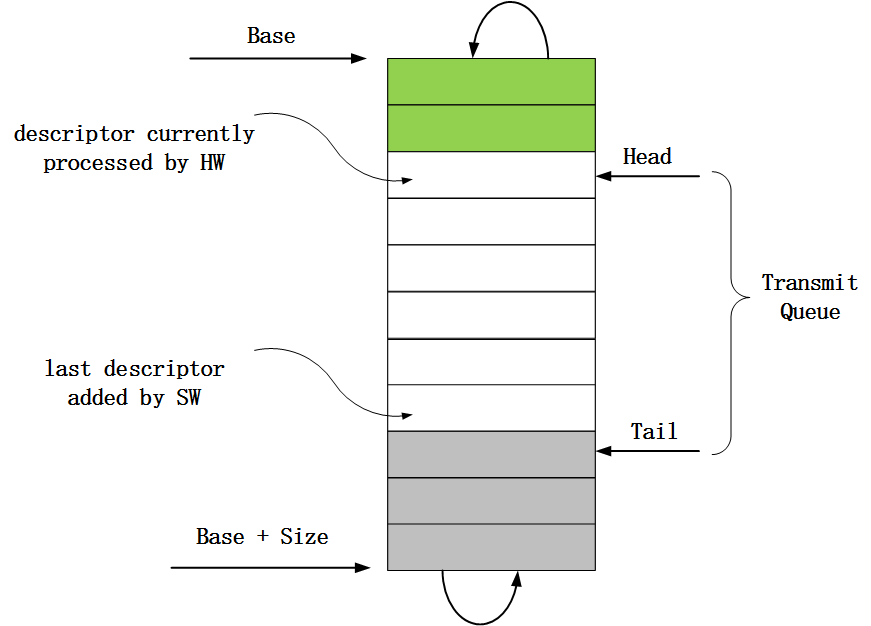 Base
descriptor currently
processed by HW
Head
Transmit
Queue
last descriptor
added by SW
Tail
Base + Size